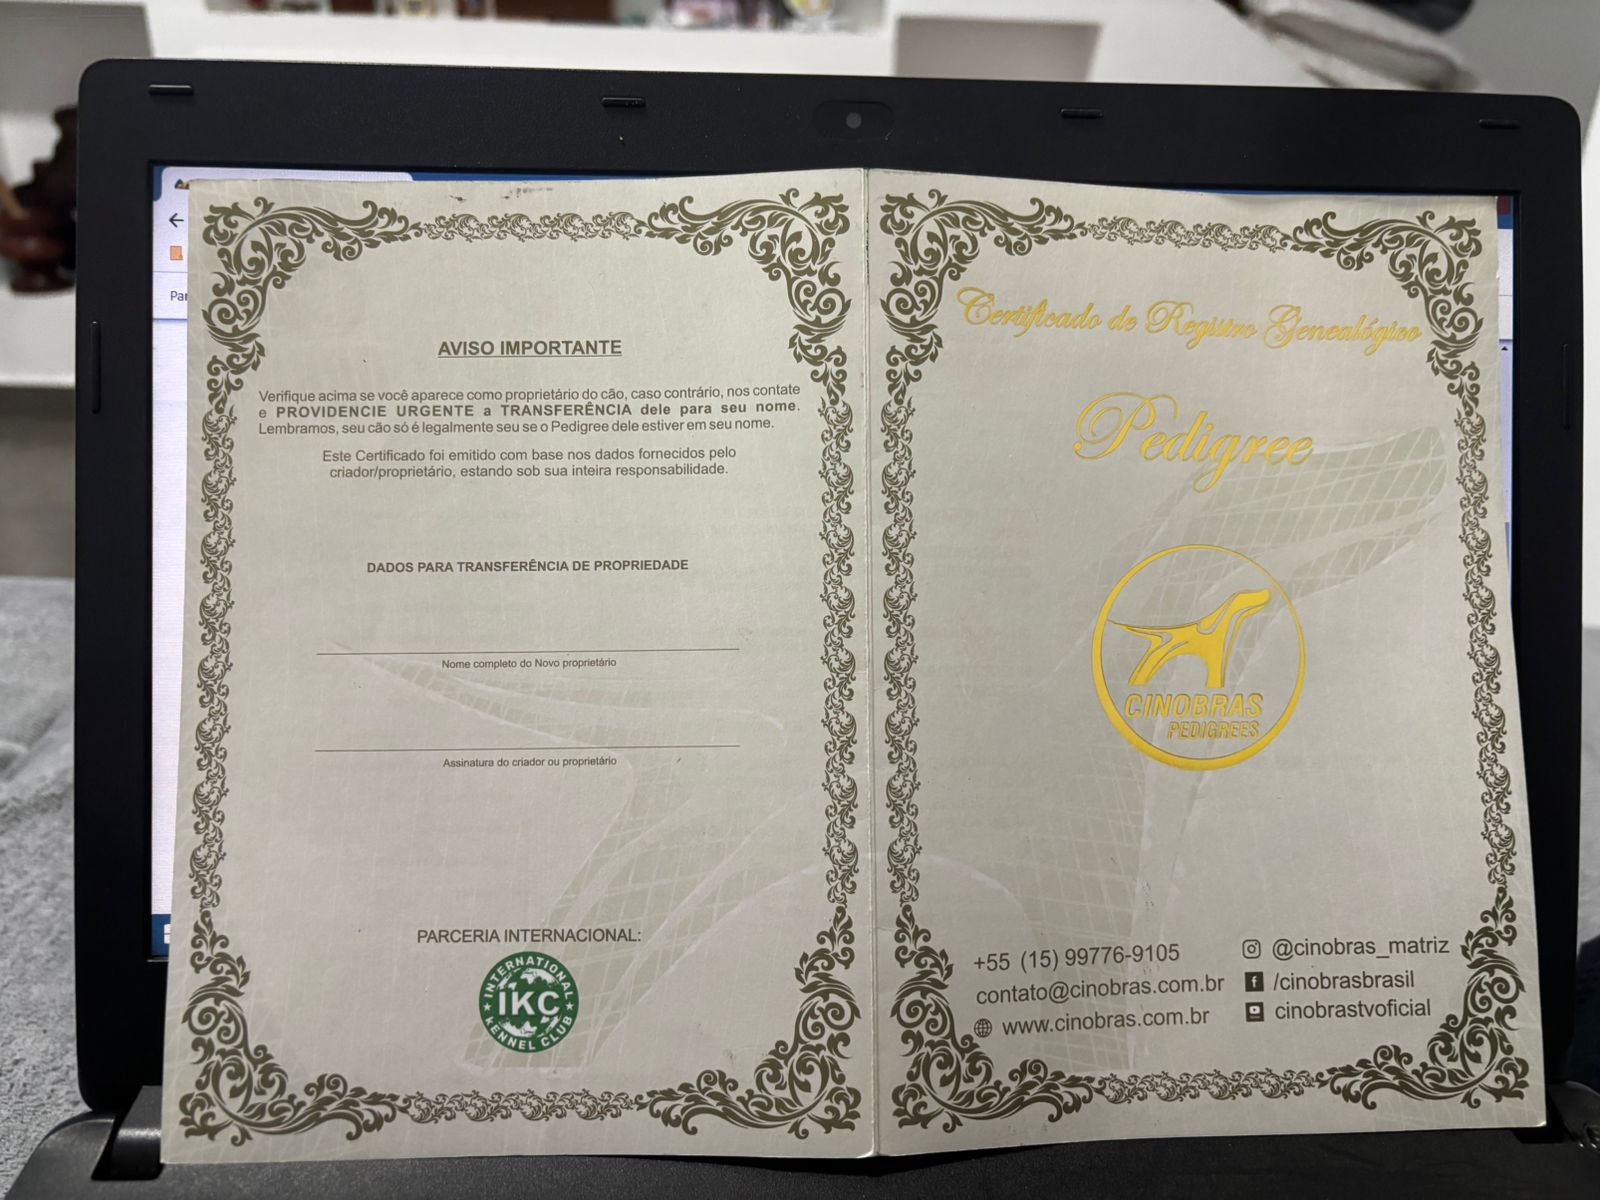 Par
AVISO IMPORTANTE
Verifique acima se você aparece como proprietário do cão, caso contrário, nos contate
e PROVIDENCIE URGENTE a TRANSFERÊNCIA dele para seu nome.
Lembramos, seu cão só é legalmente seu se o Pedigree dele estiver em seu nome.
Este Certificado foi emitido com base nos dados fornecidos pelo
criador/proprietário, estando sob sua inteira responsabilidade.
DADOS PARA TRANSFERÊNCIA DE PROPRIEDADE
Nome completo do Novo proprietário
Assinatura do criador ou proprietário
PARCERIA INTERNACIONAL:
INTERNATIONAL
IKC
KENNEL CLUB
Certificado de Registro Genealógico
Pedigree
CINOBRAS
PEDIGREES
+55 (15) 99776-9105
contato@cinobras.com.br
www.cinobras.com.br
@cinobras_matriz
/cinobrasbrasil
cinobrastvoficial